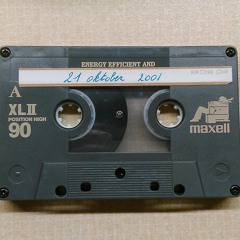 ENERGY EFFICIENT AND
A
21 oktober 2001
XLII
POSITION HIGH
90
maxell